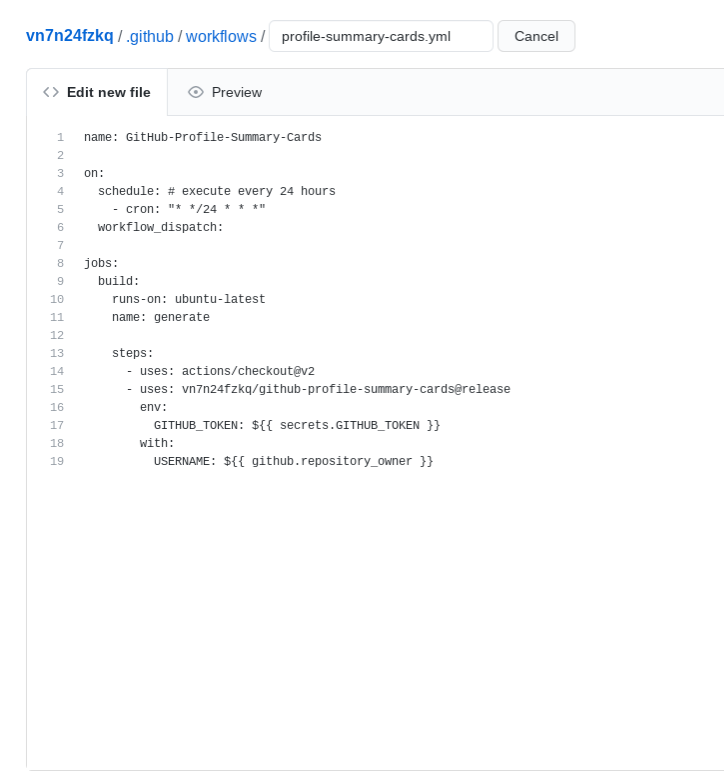 vn7n24fzkq / .github / workflows / profile-summary-cards.yml Cancel
Edit new file Preview
1 name: GitHub-Profile-Summary-Cards
2
3 on:
4   schedule: # execute every 24 hours
5     - cron: "* */24 * * *"
6   workflow_dispatch:
7
8 jobs:
9   build:
10     runs-on: ubuntu-latest
11     name: generate
12
13     steps:
14       - uses: actions/checkout@v2
15       - uses: vn7n24fzkq/github-profile-summary-cards@release
16         env:
17           GITHUB_TOKEN: ${{ secrets.GITHUB_TOKEN }}
18         with:
19           USERNAME: ${{ github.repository_owner }}